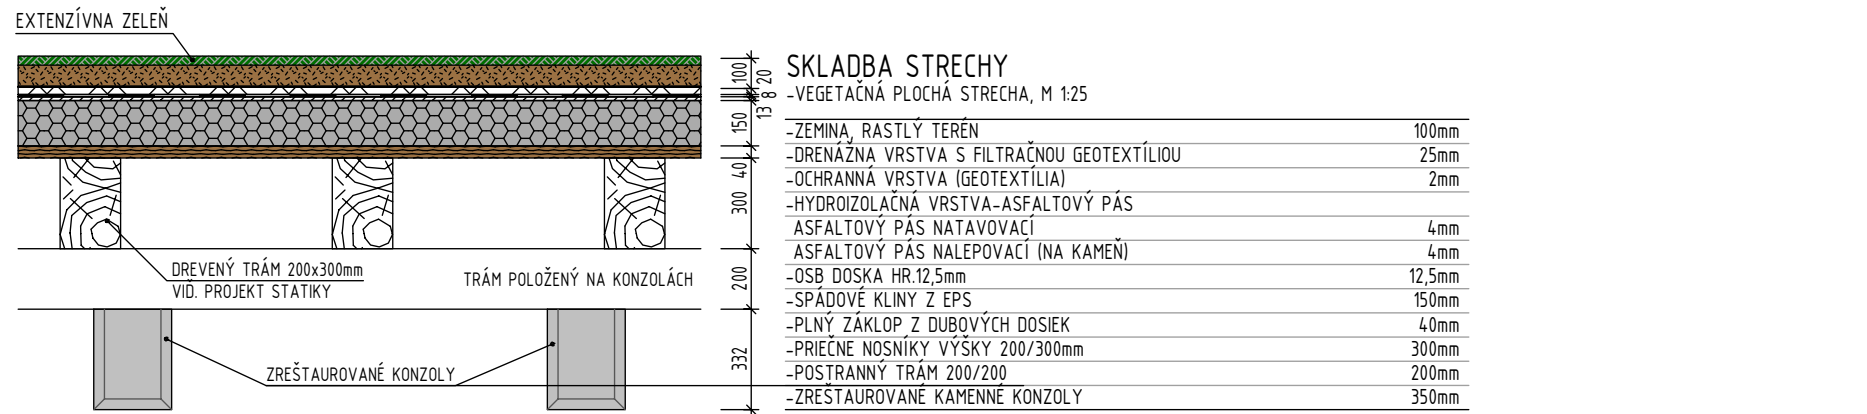 EXTENZÍVNA ZELEŇ
DREVENÝ TRÁM 200x300mm
VIĎ. PROJEKT STATIKY
TRÁM POLOŽENÝ NA KONZOLÁCH
ZREŠTAUROVANÉ KONZOLY
100
20
8
13
150
40
300
200
332
SKLADBA STRECHY
-VEGETAČNÁ PLOCHÁ STRECHA, M 1:25
-ZEMINA, RASTLÝ TERÉN 100mm
-DRENÁŽNA VRSTVA S FILTRAČNOU GEOTEXTÍLIOU 25mm
-OCHRANNÁ VRSTVA (GEOTEXTÍLIA) 2mm
-HYDROIZOLAČNÁ VRSTVA-ASFALTOVÝ PÁS
ASFALTOVÝ PÁS NATAVOVACÍ 4mm
ASFALTOVÝ PÁS NALEPOVACÍ (NA KAMEŇ) 4mm
-OSB DOSKA HR.12,5mm 12,5mm
-SPÁDOVÉ KLINY Z EPS 150mm
-PLNÝ ZÁKLOP Z DUBOVÝCH DOSIEK 40mm
-PRIEČNE NOSNÍKY VÝŠKY 200/300mm 300mm
-POSTRANNÝ TRÁM 200/200 200mm
-ZREŠTAUROVANÉ KAMENNÉ KONZOLY 350mm